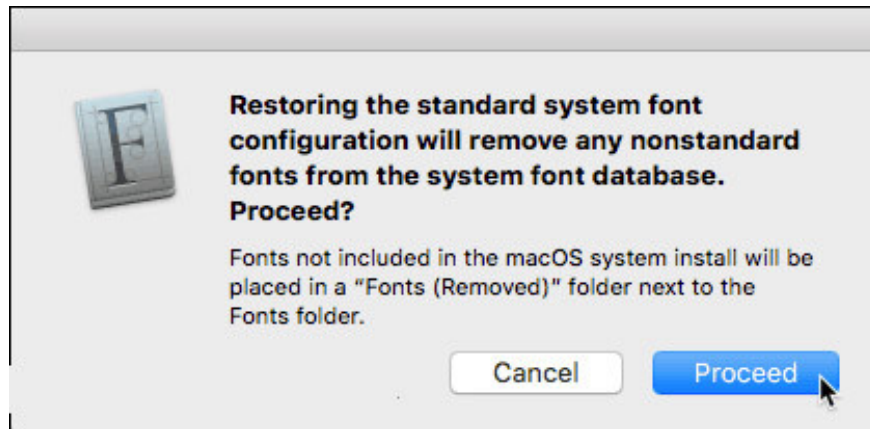 Restoring the standard system font
configuration will remove any nonstandard
fonts from the system font database.
Proceed?
Fonts not included in the macOS system install will be
placed in a “Fonts (Removed)” folder next to the
Fonts folder.
Cancel
Proceed